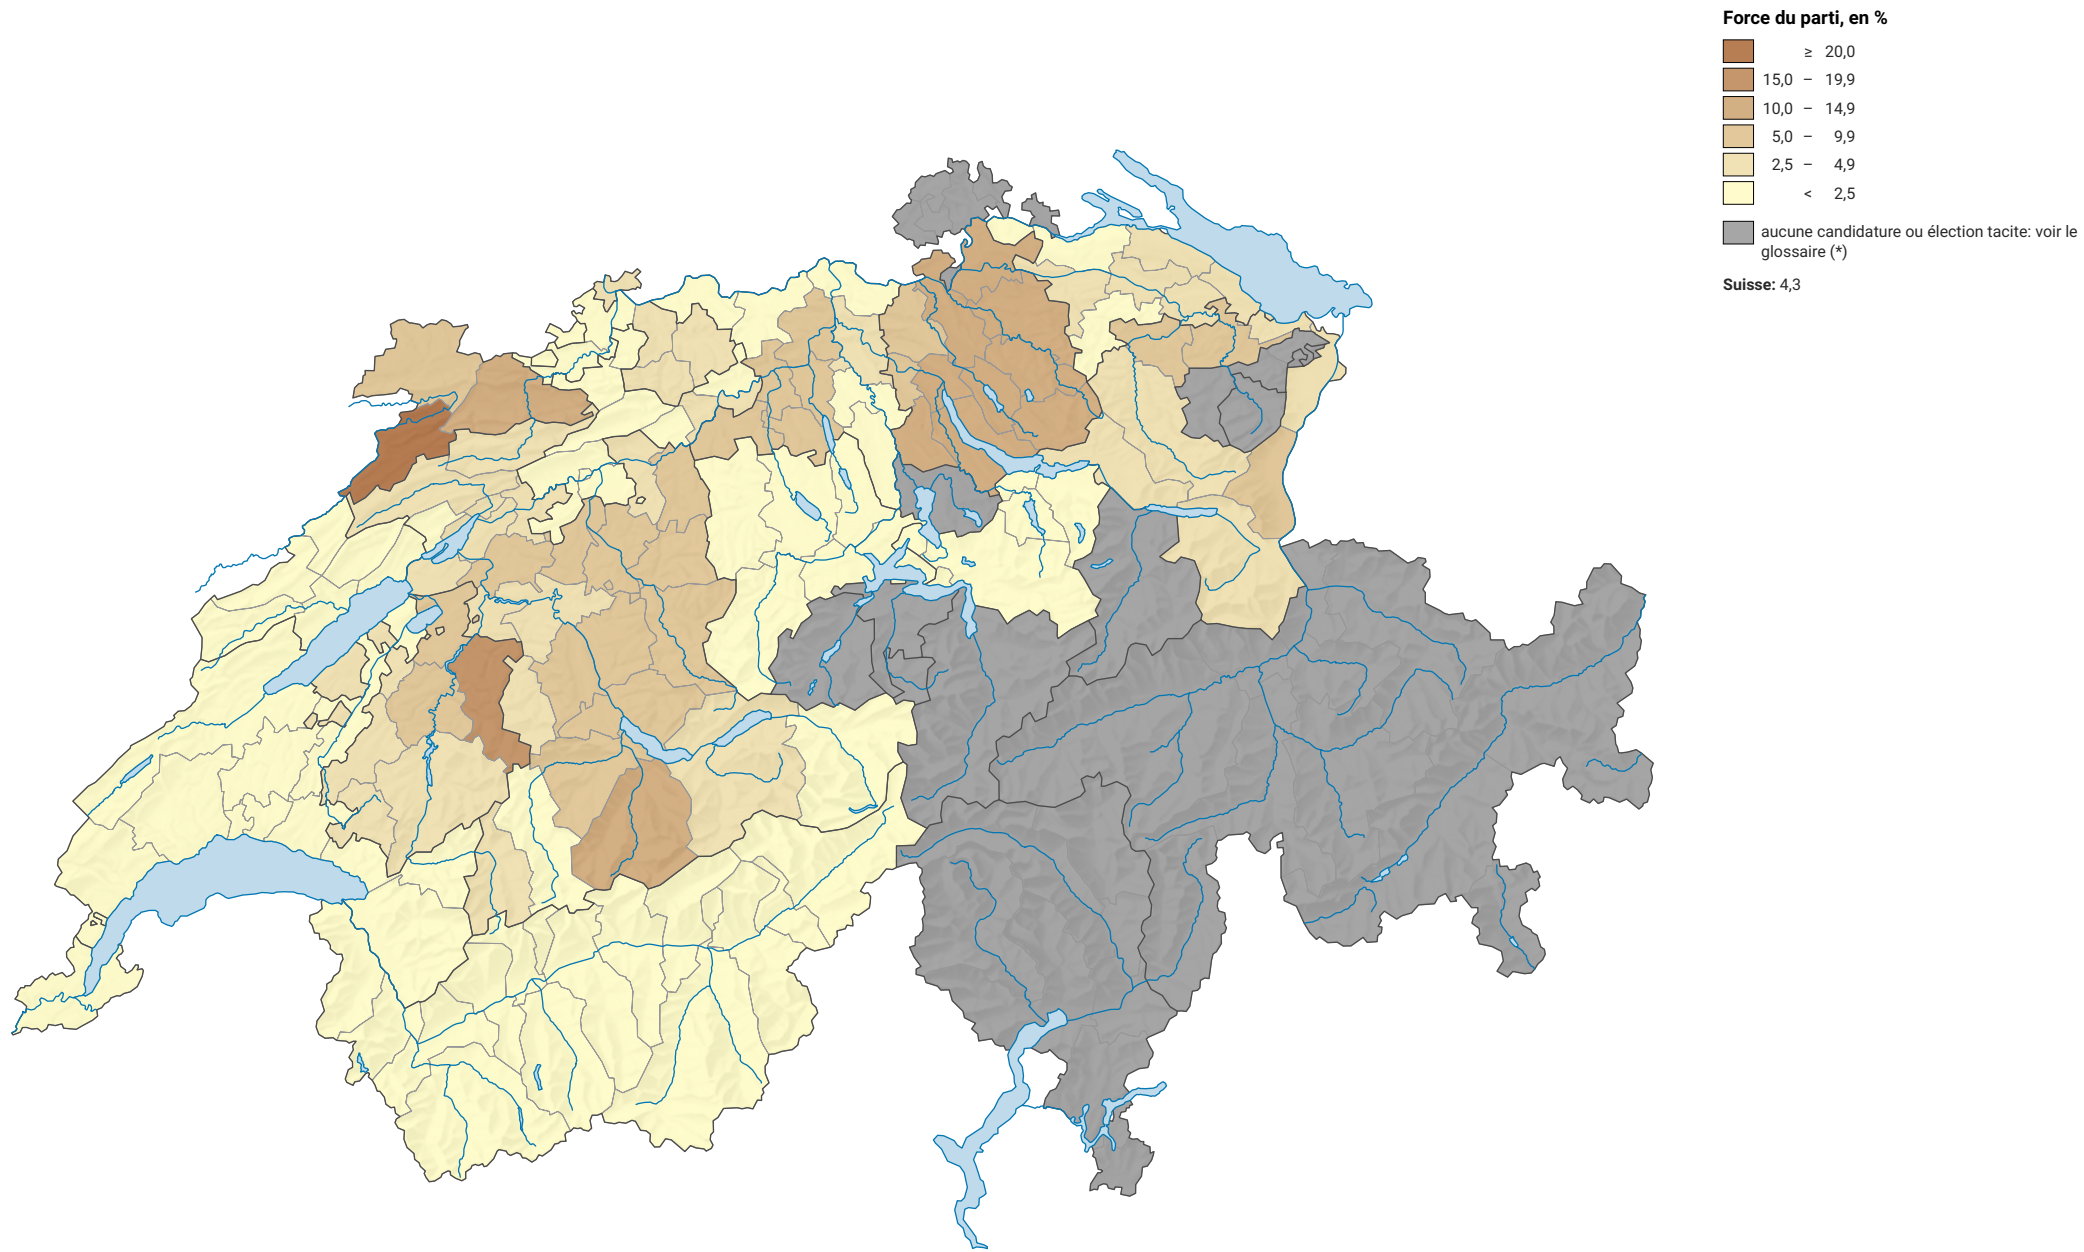 Force du parti, en %
≥ 20,0
15,0 – 19,9
10,0 – 14,9
5,0 – 9,9
2,5 – 4,9
< 2,5
aucune candidature ou élection tacite: voir le
glossaire (*)
Suisse: 4,3